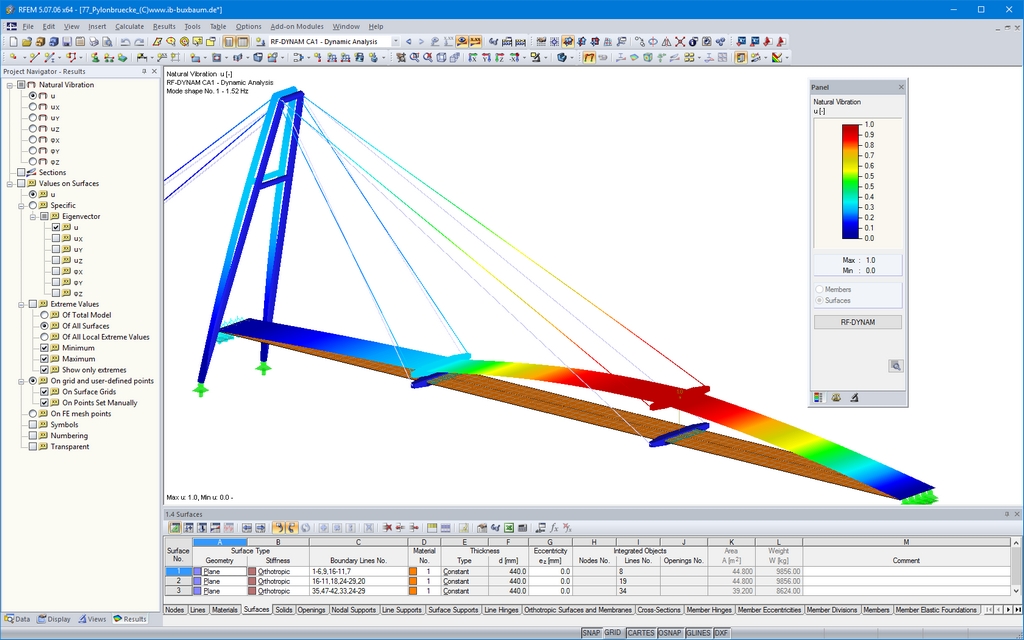 RFEM 5.07.06 x64 - [77_Pylonbruecke_(C)www.ib-buxbaum.de*]
File Edit View Insert Calculate Results Tools Table Options Add-on Modules Window Help
RF-DYNAM CA1 - Dynamic Analysis
Project Navigator - Results
Natural Vibration
u
uX
uY
uZ
φX
φY
φZ
Sections
Values on Surfaces
u
Specific
Eigenvector
u
uX
uY
uZ
φX
φY
φZ
Extreme Values
Of Total Model
Of All Surfaces
Of All Local Extreme Values
Minimum
Maximum
Show only extremes
On grid and user-defined points
On Surface Grids
On Points Set Manually
On FE mesh points
Symbols
Numbering
Transparent
Data Display Views Results
Natural Vibration u [-]
RF-DYNAM CA1 - Dynamic Analysis
Mode shape No. 1 - 1.52 Hz
Max u: 1.0, Min u: 0.0 -
Panel
Natural Vibration
u [-]
1.0
0.9
0.8
0.7
0.6
0.5
0.4
0.3
0.2
0.1
0.0
Max : 1.0
Min : 0.0
Members
Surfaces
RF-DYNAM
1.4 Surfaces
A B C D E F G H I J K L M
Surface No. Surface Type Material Thickness Eccentricity Integrated Objects Area Weight
Geometry Stiffness Boundary Lines No. No. Type d [mm] ez [mm] Nodes No. Lines No. Openings No. A [m2] W [kg] Comment
1 Plane Orthotropic 1-6,9,16-11,7 1 Constant 440.0 0.0 8 44.800 9856.00
2 Plane Orthotropic 16-11,18,24-29,20 1 Constant 440.0 0.0 19 44.800 9856.00
3 Plane Orthotropic 35,47-42,33,24-29 1 Constant 440.0 0.0 34 39.200 8624.00
Nodes Lines Materials Surfaces Solids Openings Nodal Supports Line Supports Surface Supports Line Hinges Orthotropic Surfaces and Membranes Cross-Sections Member Hinges Member Eccentricities Member Divisions Members Member Elastic Foundations
SNAP GRID CARTES OSNAP GLINES DXF